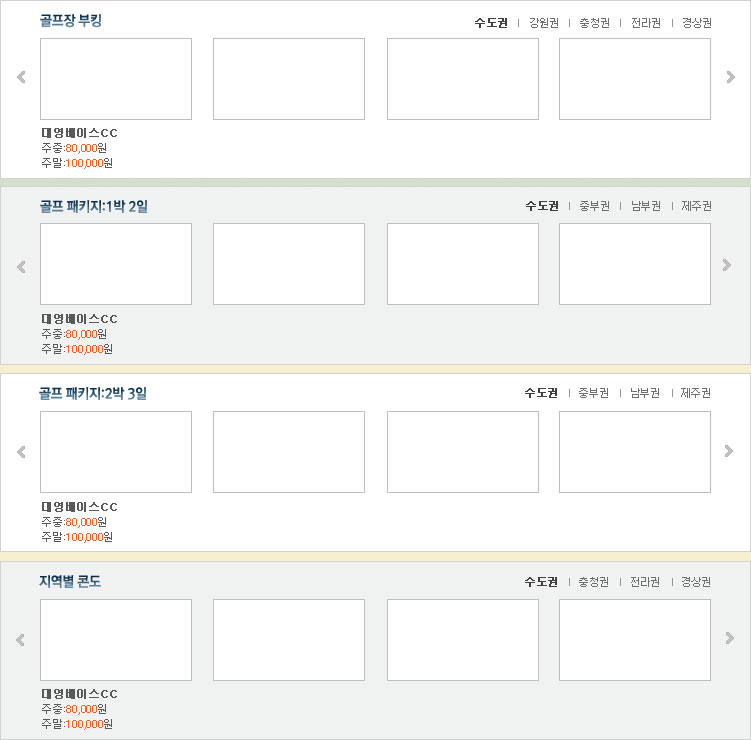 골프장 부킹
수도권 | 강원권 | 충청권 | 전라권 | 경상권
대영베이스CC
주중:80,000원
주말:100,000원
골프 패키지:1박 2일
수도권 | 중부권 | 남부권 | 제주권
대영베이스CC
주중:80,000원
주말:100,000원
골프 패키지:2박 3일
수도권 | 중부권 | 남부권 | 제주권
대영베이스CC
주중:80,000원
주말:100,000원
지역별 콘도
수도권 | 충청권 | 전라권 | 경상권
대영베이스CC
주중:80,000원
주말:100,000원